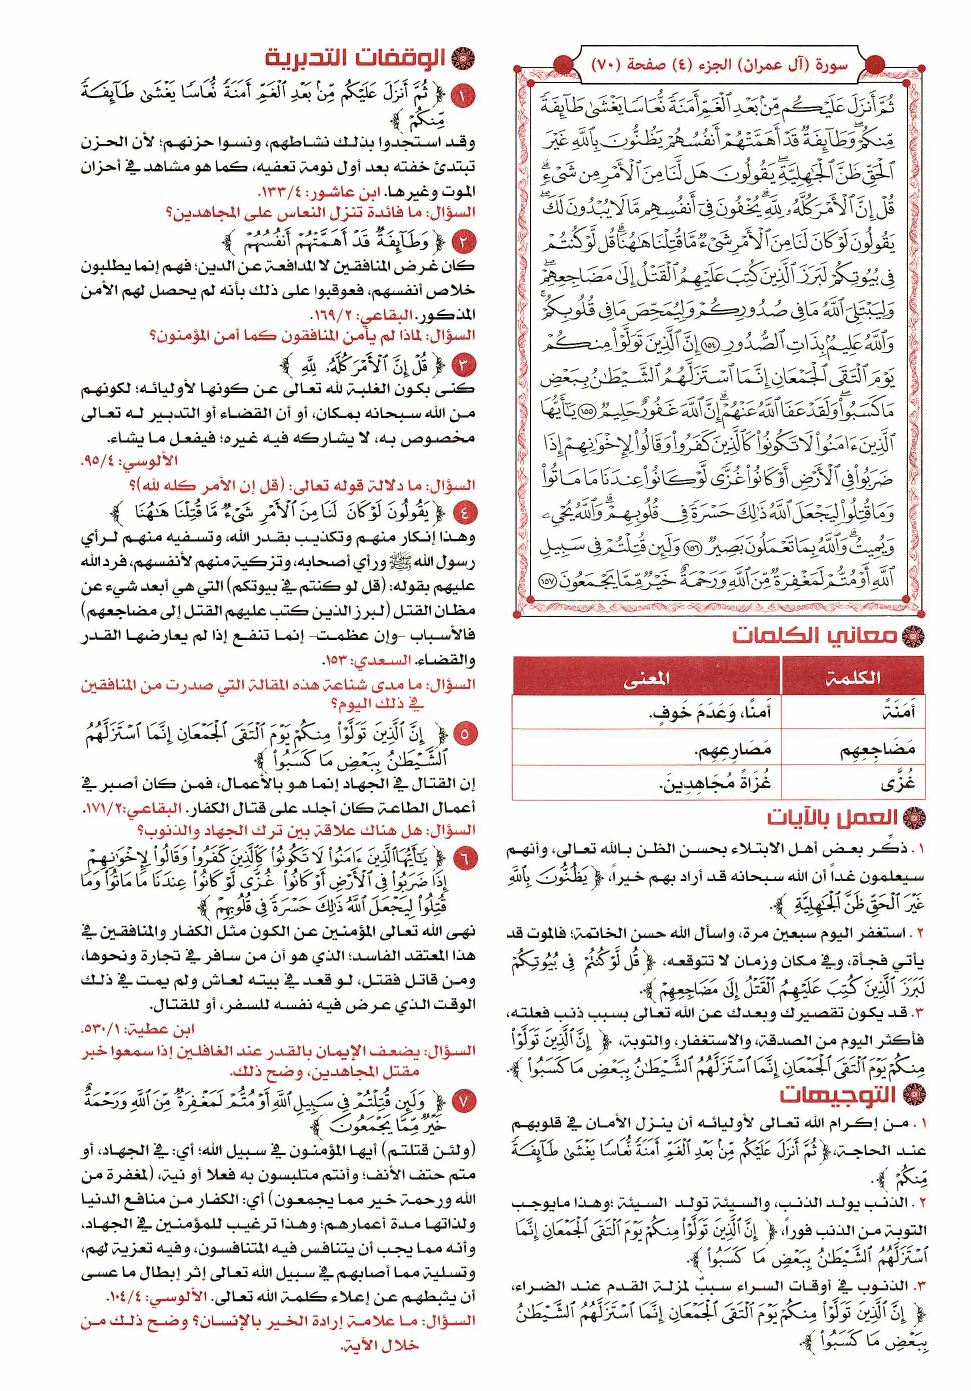 سورة (آل عمران) الجزء (٤) صفحة (٧٠)
ثُمَّ أَنزَلَ عَلَيْكُم مِّنۢ بَعْدِ ٱلْغَمِّ أَمَنَةً نُّعَاسًا يَغْشَىٰ طَآئِفَةً
مِّنكُمْ ۖ وَطَآئِفَةٌ قَدْ أَهَمَّتْهُمْ أَنفُسُهُمْ يَظُنُّونَ بِٱللَّهِ غَيْرَ
ٱلْحَقِّ ظَنَّ ٱلْجَٰهِلِيَّةِ ۖ يَقُولُونَ هَل لَّنَا مِنَ ٱلْأَمْرِ مِن شَىْءٍ ۗ
قُلْ إِنَّ ٱلْأَمْرَ كُلَّهُۥ لِلَّهِ ۗ يُخْفُونَ فِىٓ أَنفُسِهِم مَّا لَا يُبْدُونَ لَكَ ۖ
يَقُولُونَ لَوْ كَانَ لَنَا مِنَ ٱلْأَمْرِ شَىْءٌ مَّا قُتِلْنَا هَٰهُنَا ۗ قُل لَّوْ كُنتُمْ
فِى بُيُوتِكُمْ لَبَرَزَ ٱلَّذِينَ كُتِبَ عَلَيْهِمُ ٱلْقَتْلُ إِلَىٰ مَضَاجِعِهِمْ ۖ
وَلِيَبْتَلِىَ ٱللَّهُ مَا فِى صُدُورِكُمْ وَلِيُمَحِّصَ مَا فِى قُلُوبِكُمْ ۗ
وَٱللَّهُ عَلِيمٌۢ بِذَاتِ ٱلصُّدُورِ ١٥٤ إِنَّ ٱلَّذِينَ تَوَلَّوْا۟ مِنكُمْ
يَوْمَ ٱلْتَقَى ٱلْجَمْعَانِ إِنَّمَا ٱسْتَزَلَّهُمُ ٱلشَّيْطَٰنُ بِبَعْضِ
مَا كَسَبُوا۟ ۖ وَلَقَدْ عَفَا ٱللَّهُ عَنْهُمْ ۗ إِنَّ ٱللَّهَ غَفُورٌ حَلِيمٌ ١٥٥ يَٰٓأَيُّهَا
ٱلَّذِينَ ءَامَنُوا۟ لَا تَكُونُوا۟ كَٱلَّذِينَ كَفَرُوا۟ وَقَالُوا۟ لِإِخْوَٰنِهِمْ إِذَا
ضَرَبُوا۟ فِى ٱلْأَرْضِ أَوْ كَانُوا۟ غُزًّى لَّوْ كَانُوا۟ عِندَنَا مَا مَاتُوا۟
وَمَا قُتِلُوا۟ لِيَجْعَلَ ٱللَّهُ ذَٰلِكَ حَسْرَةً فِى قُلُوبِهِمْ ۗ وَٱللَّهُ يُحْىِۦ
وَيُمِيتُ ۗ وَٱللَّهُ بِمَا تَعْمَلُونَ بَصِيرٌ ١٥٦ وَلَئِن قُتِلْتُمْ فِى سَبِيلِ
ٱللَّهِ أَوْ مُتُّمْ لَمَغْفِرَةٌ مِّنَ ٱللَّهِ وَرَحْمَةٌ خَيْرٌ مِّمَّا يَجْمَعُونَ ١٥٧
معاني الكلمات
الكلمة المعنى
أَمَنَةً أَمنًا، وَعَدَمَ خَوفٍ.
مَضَاجِعِهِم مَصَارِعِهِم.
غُزًّى غُزَاةً مُجَاهِدِينَ.
العمل بالآيات
١. ذكِّر بعض أهل الابتلاء بحسن الظن بالله تعالى، وأنهم
سيعلمون غداً أن الله سبحانه قد أراد بهم خيراً، ﴿ يَظُنُّونَ بِٱللَّهِ
غَيْرَ ٱلْحَقِّ ظَنَّ ٱلْجَٰهِلِيَّةِ ﴾.
٢. استغفر اليوم سبعين مرة، واسأل الله حسن الخاتمة؛ فالموت قد
يأتي فجأة، وفي مكان وزمان لا تتوقعه، ﴿ قُل لَّوْ كُنتُمْ فِى بُيُوتِكُمْ
لَبَرَزَ ٱلَّذِينَ كُتِبَ عَلَيْهِمُ ٱلْقَتْلُ إِلَىٰ مَضَاجِعِهِمْ ﴾.
٣. قد يكون تقصيرك وبعدك عن الله تعالى بسبب ذنب فعلته،
فأكثر اليوم من الصدقة، والاستغفار، والتوبة، ﴿ إِنَّ ٱلَّذِينَ تَوَلَّوْا۟
مِنكُمْ يَوْمَ ٱلْتَقَى ٱلْجَمْعَانِ إِنَّمَا ٱسْتَزَلَّهُمُ ٱلشَّيْطَٰنُ بِبَعْضِ مَا كَسَبُوا۟ ﴾.
التوجيهات
١. من إكرام الله تعالى لأوليائه أن ينزل الأمان في قلوبهم
عند الحاجة، ﴿ ثُمَّ أَنزَلَ عَلَيْكُم مِّنۢ بَعْدِ ٱلْغَمِّ أَمَنَةً نُّعَاسًا يَغْشَىٰ طَآئِفَةً
مِّنكُمْ ﴾.
٢. الذنب يولد الذنب، والسيئة تولد السيئة ؛وهذا مايوجب
التوبة من الذنب فوراً، ﴿ إِنَّ ٱلَّذِينَ تَوَلَّوْا۟ مِنكُمْ يَوْمَ ٱلْتَقَى ٱلْجَمْعَانِ إِنَّمَا
ٱسْتَزَلَّهُمُ ٱلشَّيْطَٰنُ بِبَعْضِ مَا كَسَبُوا۟ ﴾.
٣. الذنوب في أوقات السراء سببٌ لمزلة القدم عند الضراء،
﴿ إِنَّ ٱلَّذِينَ تَوَلَّوْا۟ مِنكُمْ يَوْمَ ٱلْتَقَى ٱلْجَمْعَانِ إِنَّمَا ٱسْتَزَلَّهُمُ ٱلشَّيْطَٰنُ
بِبَعْضِ مَا كَسَبُوا۟ ﴾.
الوقفات التدبرية
١ ﴿ ثُمَّ أَنزَلَ عَلَيْكُم مِّنۢ بَعْدِ ٱلْغَمِّ أَمَنَةً نُّعَاسًا يَغْشَىٰ طَآئِفَةً
مِّنكُمْ ﴾
وقد استجدوا بذلك نشاطهم، ونسوا حزنهم؛ لأن الحزن
تبتدئ خفته بعد أول نومة تعفيه، كما هو مشاهد في أحزان
الموت وغيرها. ابن عاشور: ١٣٣/٤.
السؤال: ما فائدة تنزل النعاس على المجاهدين؟
٢ ﴿ وَطَآئِفَةٌ قَدْ أَهَمَّتْهُمْ أَنفُسُهُمْ ﴾
كان غرض المنافقين لا المدافعة عن الدين؛ فهم إنما يطلبون
خلاص أنفسهم، فعوقبوا على ذلك بأنه لم يحصل لهم الأمن
المذكور. البقاعي: ١٦٩/٢.
السؤال: لماذا لم يأمن المنافقون كما أمن المؤمنون؟
٣ ﴿ قُلْ إِنَّ ٱلْأَمْرَ كُلَّهُۥ لِلَّهِ ﴾
كنى بكون الغلبة لله تعالى عن كونها لأوليائه؛ لكونهم
من الله سبحانه بمكان، أو أن القضاء أو التدبير له تعالى
مخصوص به، لا يشاركه فيه غيره؛ فيفعل ما يشاء.
الألوسي: ٩٥/٤.
السؤال: ما دلالة قوله تعالى: (قل إن الأمر كله لله)؟
٤ ﴿ يَقُولُونَ لَوْ كَانَ لَنَا مِنَ ٱلْأَمْرِ شَىْءٌ مَّا قُتِلْنَا هَٰهُنَا ﴾
وهذا إنكار منهم وتكذيب بقدر الله، وتسفيه منهم لرأي
رسول الله ﷺ ورأي أصحابه، وتزكية منهم لأنفسهم، فرد الله
عليهم بقوله: (قل لو كنتم في بيوتكم) التي هي أبعد شيء عن
مظان القتل (لبرز الذين كتب عليهم القتل إلى مضاجعهم)
فالأسباب -وإن عظمت- إنما تنفع إذا لم يعارضها القدر
والقضاء. السعدي: ١٥٣.
السؤال: ما مدى شناعة هذه المقالة التي صدرت من المنافقين
في ذلك اليوم؟
٥ ﴿ إِنَّ ٱلَّذِينَ تَوَلَّوْا۟ مِنكُمْ يَوْمَ ٱلْتَقَى ٱلْجَمْعَانِ إِنَّمَا ٱسْتَزَلَّهُمُ
ٱلشَّيْطَٰنُ بِبَعْضِ مَا كَسَبُوا۟ ﴾
إن القتال في الجهاد إنما هو بالأعمال، فمن كان أصبر في
أعمال الطاعة كان أجلد على قتال الكفار. البقاعي:١٧١/٢.
السؤال: هل هناك علاقة بين ترك الجهاد والذنوب؟
٦ ﴿ يَٰٓأَيُّهَا ٱلَّذِينَ ءَامَنُوا۟ لَا تَكُونُوا۟ كَٱلَّذِينَ كَفَرُوا۟ وَقَالُوا۟ لِإِخْوَٰنِهِمْ
إِذَا ضَرَبُوا۟ فِى ٱلْأَرْضِ أَوْ كَانُوا۟ غُزًّى لَّوْ كَانُوا۟ عِندَنَا مَا مَاتُوا۟ وَمَا
قُتِلُوا۟ لِيَجْعَلَ ٱللَّهُ ذَٰلِكَ حَسْرَةً فِى قُلُوبِهِمْ ﴾
نهى الله تعالى المؤمنين عن الكون مثل الكفار والمنافقين في
هذا المعتقد الفاسد؛ الذي هو أن من سافر في تجارة ونحوها،
ومن قاتل فقتل، لو قعد في بيته لعاش ولم يمت في ذلك
الوقت الذي عرض فيه نفسه للسفر، أو للقتال.
ابن عطية: ٥٣٠/١.
السؤال: يضعف الإيمان بالقدر عند الغافلين إذا سمعوا خبر
مقتل المجاهدين، وضح ذلك.
٧ ﴿ وَلَئِن قُتِلْتُمْ فِى سَبِيلِ ٱللَّهِ أَوْ مُتُّمْ لَمَغْفِرَةٌ مِّنَ ٱللَّهِ وَرَحْمَةٌ
خَيْرٌ مِّمَّا يَجْمَعُونَ ﴾
(ولئن قتلتم) أيها المؤمنون في سبيل الله؛ أي: في الجهاد، أو
متم حتف الأنف؛ وأنتم متلبسون به فعلا أو نية، (لمغفرة من
الله ورحمة خير مما يجمعون) أي: الكفار من منافع الدنيا
ولذاتها مدة أعمارهم؛ وهذا ترغيب للمؤمنين في الجهاد،
وأنه مما يجب أن يتنافس فيه المتنافسون، وفيه تعزية لهم،
وتسلية مما أصابهم في سبيل الله تعالى إثر إبطال ما عسى
أن يثبطهم عن إعلاء كلمة الله تعالى. الألوسي: ١٠٤/٤.
السؤال: ما علامة إرادة الخير بالإنسان؟ وضح ذلك من
خلال الآية.